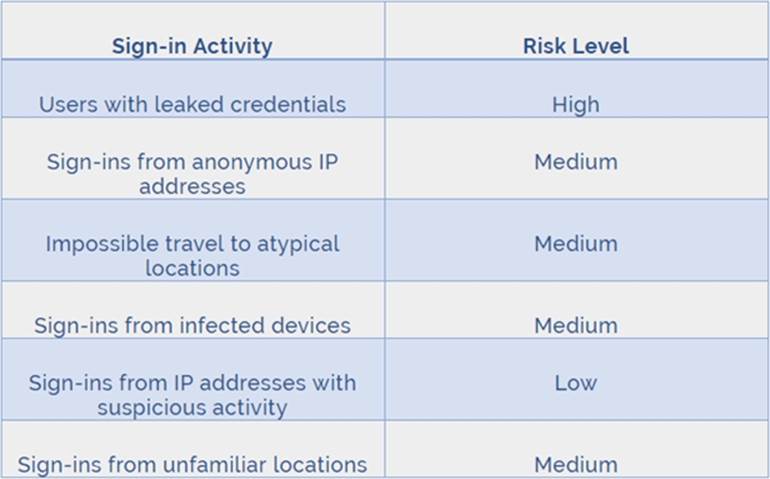 Sign-in Activity
Risk Level
Users with leaked credentials
High
Sign-ins from anonymous IP
addresses
Medium
Impossible travel to atypical
locations
Medium
Sign-ins from infected devices
Medium
Sign-ins from IP addresses with
suspicious activity
Low
Sign-ins from unfamiliar locations
Medium